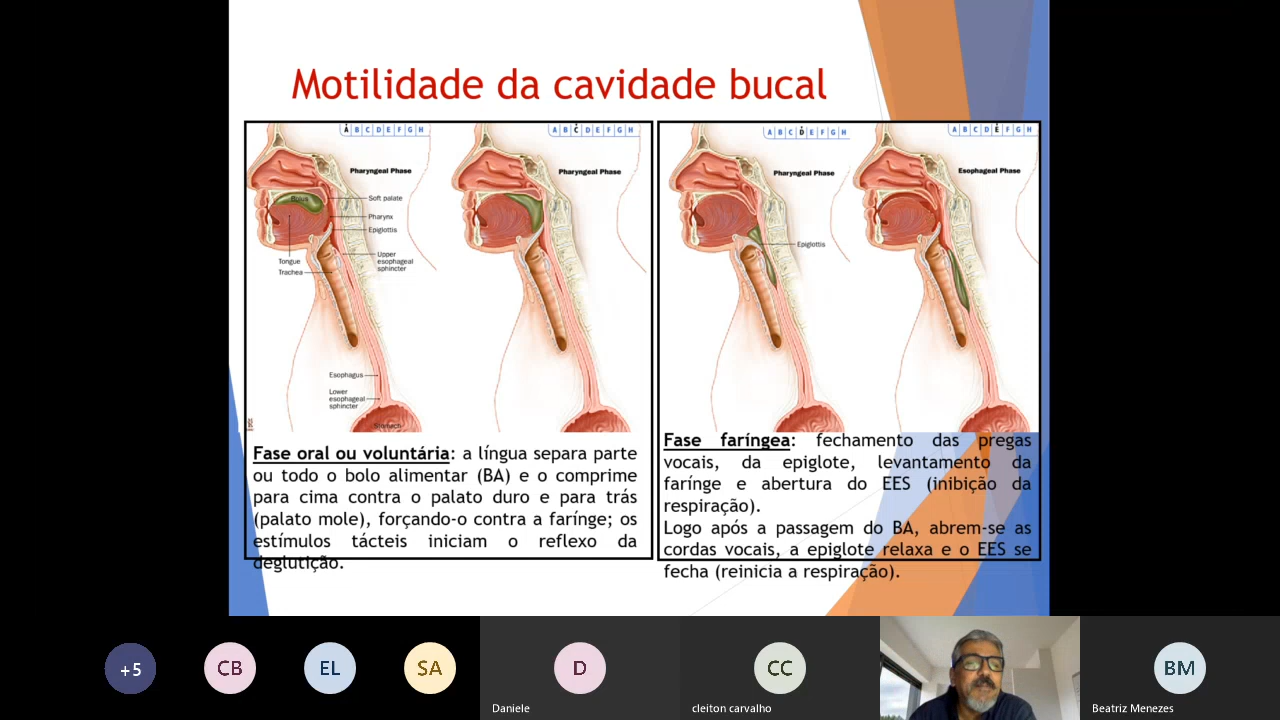 Motilidade da cavidade bucal
A B C D E F G H
Pharyngeal Phase
Bolus
Soft palate
Pharynx
Epiglottis
Upper
esophageal
sphincter
Tongue
Trachea
Esophagus
Lower
esophageal
sphincter
Stomach
A B C D E F G H
Pharyngeal Phase
A B C D E F G H
Pharyngeal Phase
Epiglottis
A B C D E F G H
Esophageal Phase
Fase oral ou voluntária: a língua separa parte
ou todo o bolo alimentar (BA) e o comprime
para cima contra o palato duro e para trás
(palato mole), forçando-o contra a farínge; os
estímulos tácteis iniciam o reflexo da
deglutição.
Fase faríngea: fechamento das pregas
vocais, da epiglote, levantamento da
farínge e abertura do EES (inibição da
respiração).
Logo após a passagem do BA, abrem-se as
cordas vocais, a epiglote relaxa e o EES se
fecha (reinicia a respiração).
+5
CB
EL
SA
D
Daniele
CC
cleiton carvalho
BM
Beatriz Menezes